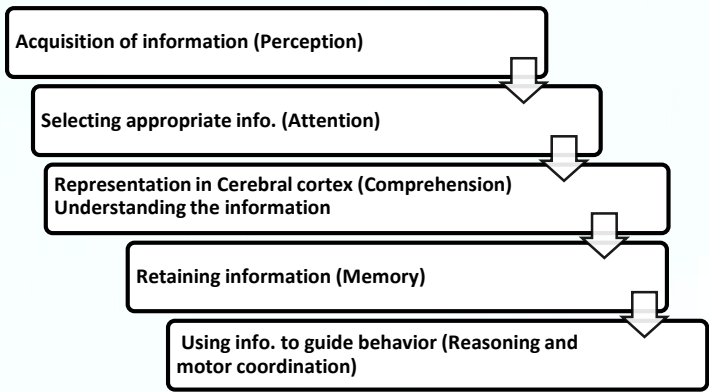 Acquisition of information (Perception)
Selecting appropriate info. (Attention)
Representation in Cerebral cortex (Comprehension)
Understanding the information
Retaining information (Memory)
Using info. to guide behavior (Reasoning and
motor coordination)